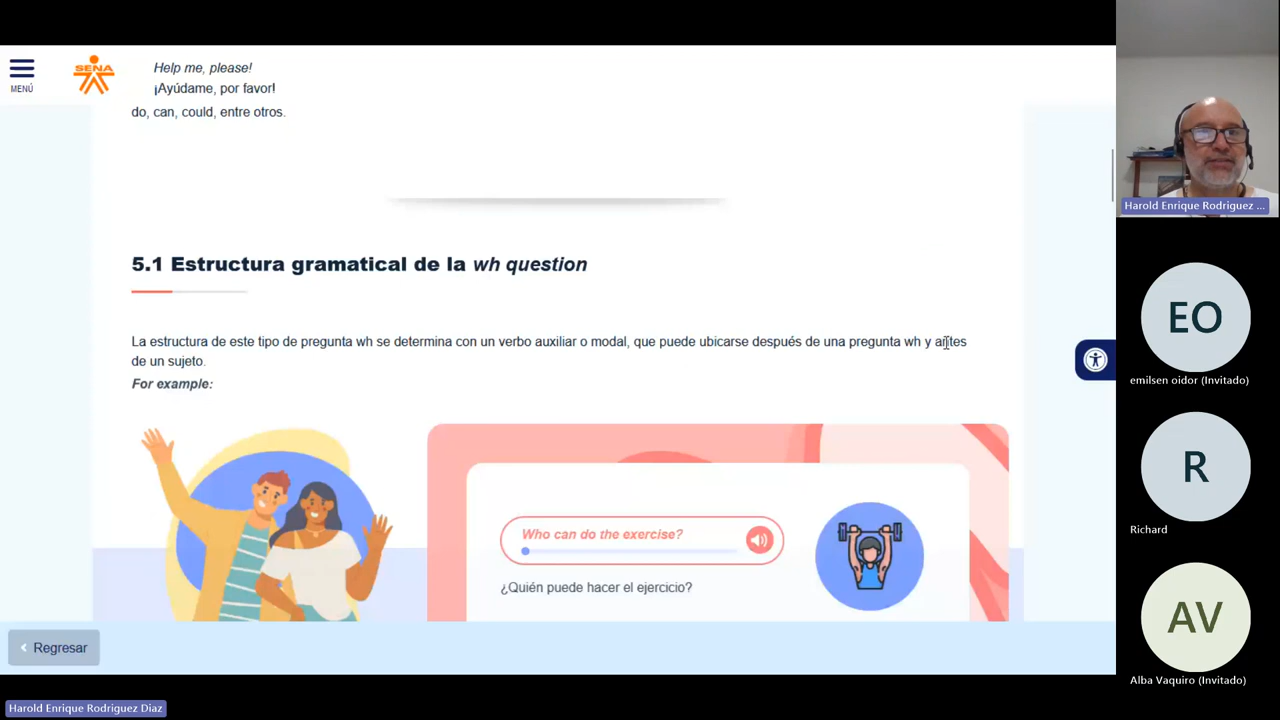 MENÚ
SENA
Help me, please!
¡Ayúdame, por favor!
do, can, could, entre otros.
5.1 Estructura gramatical de la wh question
La estructura de este tipo de pregunta wh se determina con un verbo auxiliar o modal, que puede ubicarse después de una pregunta wh y antes
de un sujeto.
For example:
Who can do the exercise?
¿Quién puede hacer el ejercicio?
Regresar
Harold Enrique Rodriguez Diaz
Harold Enrique Rodriguez ...
EO
emilsen oidor (Invitado)
R
Richard
AV
Alba Vaquiro (Invitado)